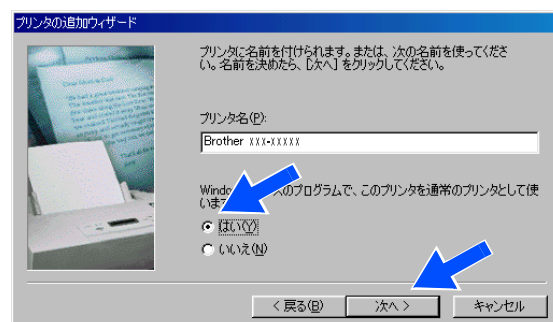 プリンタの追加ウィザード
プリンタに名前を付けられます。または、次の名前を使ってくださ
い。名前を決めたら、[次へ] をクリックしてください。
プリンタ名(P):
Brother XXX-XXXXX
Windo のプログラムで、このプリンタを通常のプリンタとして使
いま
はい(Y)
いいえ(N)
< 戻る(B) 次へ > キャンセル